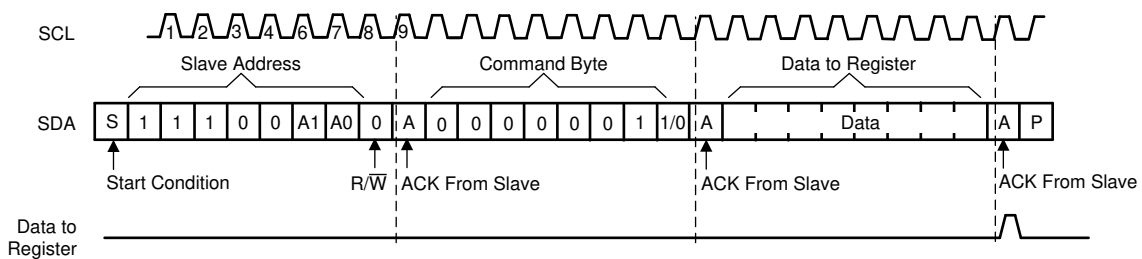 SCL 1 2 3 4 6 7 8 9
Slave Address Command Byte Data to Register
SDA S 1 1 1 0 0 A1 A0 0 A 0 0 0 0 0 0 1 1/0 A Data A P
Start Condition R/W̅ ACK From Slave ACK From Slave ACK From Slave
Data to
Register